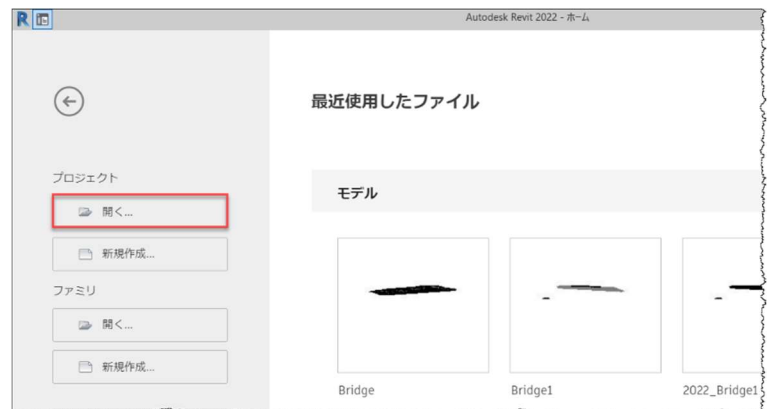 Autodesk Revit 2022 - ホーム
最近使用したファイル
プロジェクト
開く...
新規作成...
ファミリ
開く...
新規作成...
モデル
Bridge
Bridge1
2022_Bridge1